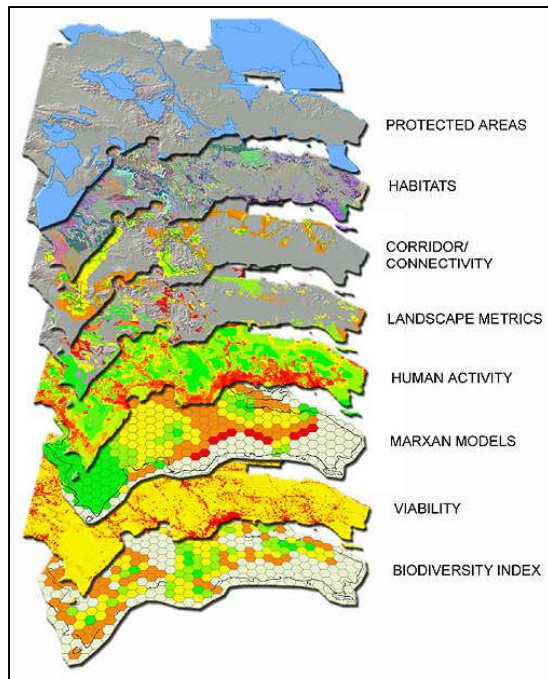 PROTECTED AREAS
HABITATS
CORRIDOR/
CONNECTIVITY
LANDSCAPE METRICS
HUMAN ACTIVITY
MARXAN MODELS
VIABILITY
BIODIVERSITY INDEX